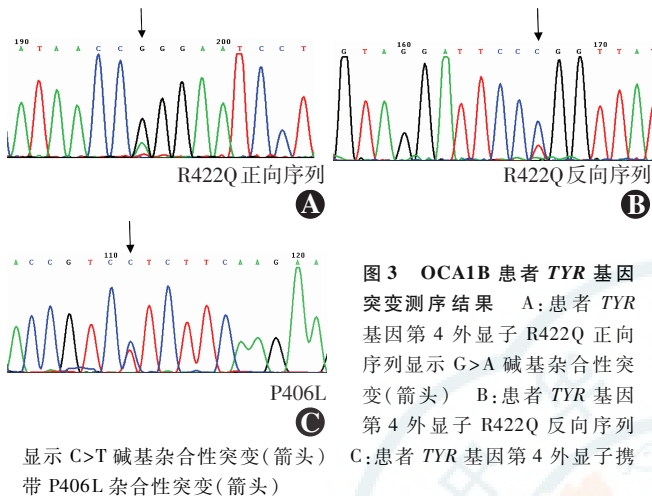 190 200
A T A A C C G G G A A T C C T
R422Q 正向序列
A
160 170
G T A G G A T T C C C G G T T A T
R422Q 反向序列
B
110 120
A C C G T C C T C T T C A A G A A
P406L
C
图 3 OCA1B 患者 TYR 基因
突变测序结果 A:患者 TYR
基因第 4 外显子 R422Q 正向
序列显示 G>A 碱基杂合性突
变(箭头) B:患者 TYR 基因
第 4 外显子 R422Q 反向序列
显示 C>T 碱基杂合性突变(箭头) C:患者 TYR 基因第 4 外显子携
带 P406L 杂合性突变(箭头)